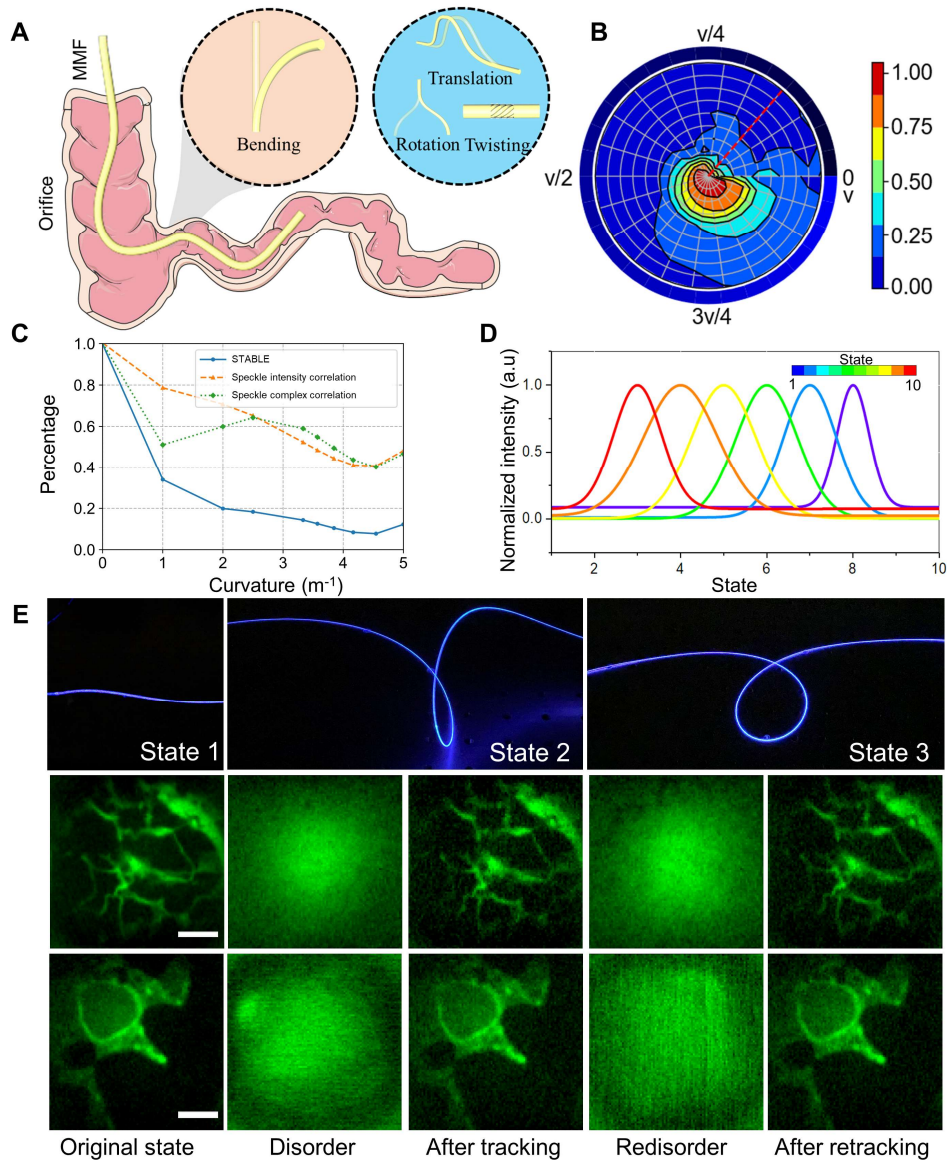 A
MMF
Orifice
Bending
Translation
Rotation Twisting
B
v/4
v/2
0
v
3v/4
1.00
0.75
0.50
0.25
0.00
C
Percentage
1.0
0.8
0.6
0.4
0.2
0.0
STABLE
Speckle intensity correlation
Speckle complex correlation
0 1 2 3 4 5
Curvature (m⁻¹)
D
Normalized intensity (a.u)
1.0
0.5
0.0
State
1 10
2 4 6 8 10
State
E
State 1
State 2
State 3
Original state
Disorder
After tracking
Redisorder
After retracking